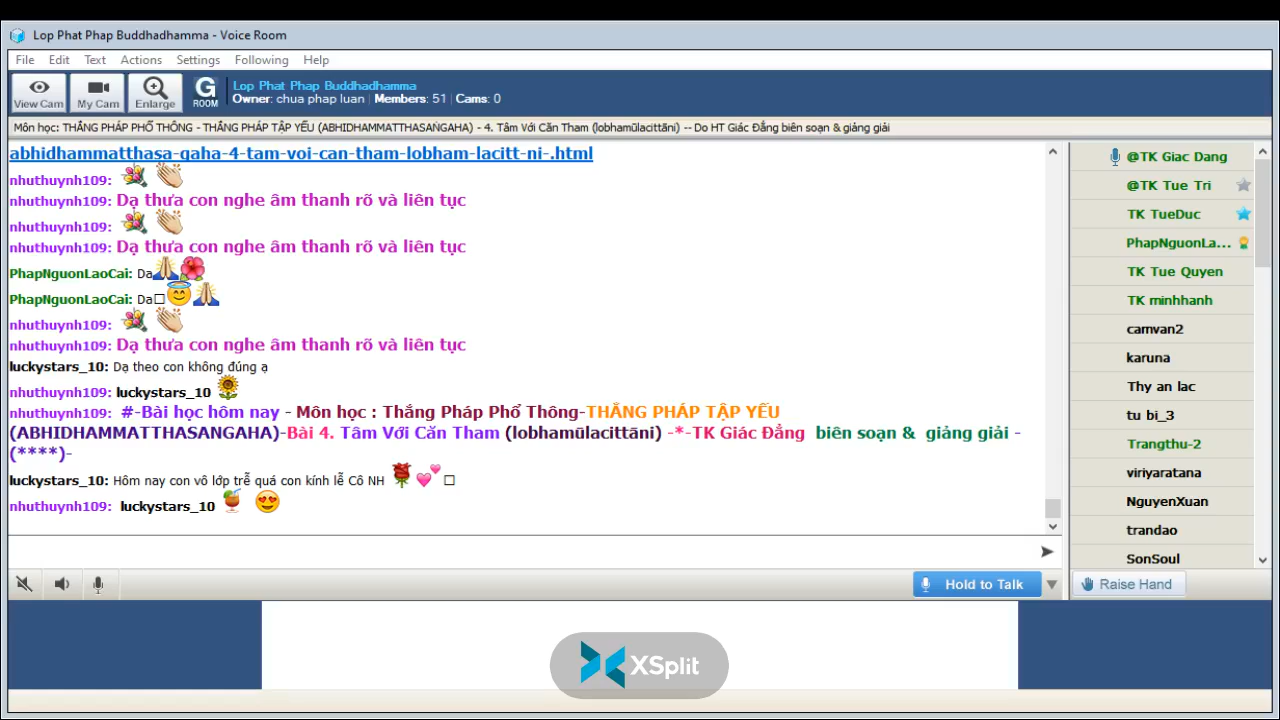 Lop Phat Phap Buddhadhamma - Voice Room
File Edit Text Actions Settings Following Help
View Cam My Cam Enlarge G ROOM
Lop Phat Phap Buddhadhamma
Owner: chua phap luan | Members: 51 | Cams: 0
Môn học: THẮNG PHÁP PHỔ THÔNG - THẮNG PHÁP TẬP YẾU (ABHIDHAMMATTHASAṄGAHA) - 4. Tâm Với Căn Tham (lobhamūlacittāni) -- Do HT Giác Đẳng biên soạn & giảng giải
abhidhammatthasa-gaha-4-tam-voi-can-tham-lobham-lacitt-ni-.html
nhuthuynh109:
nhuthuynh109: Dạ thưa con nghe âm thanh rõ và liên tục
nhuthuynh109:
nhuthuynh109: Dạ thưa con nghe âm thanh rõ và liên tục
PhapNguonLaoCai: Da
PhapNguonLaoCai: Da
nhuthuynh109:
nhuthuynh109: Dạ thưa con nghe âm thanh rõ và liên tục
luckystars_10: Dạ theo con không đúng ạ
nhuthuynh109: luckystars_10
nhuthuynh109: #-Bài học hôm nay - Môn học : Thắng Pháp Phổ Thông-THẮNG PHÁP TẬP YẾU
(ABHIDHAMMATTHASANGAHA)-Bài 4. Tâm Với Căn Tham (lobhamūlacittāni) -*-TK Giác Đẳng biên soạn & giảng giải -
(****)-
luckystars_10: Hôm nay con vô lớp trễ quá con kính lễ Cô NH
nhuthuynh109: luckystars_10
@TK Giac Dang
@TK Tue Tri
TK TueDuc
PhapNguonLa...
TK Tue Quyen
TK minhhanh
camvan2
karuna
Thy an lac
tu bi_3
Trangthu-2
viriyaratana
NguyenXuan
trandao
SonSoul
Hold to Talk
Raise Hand
XSplit